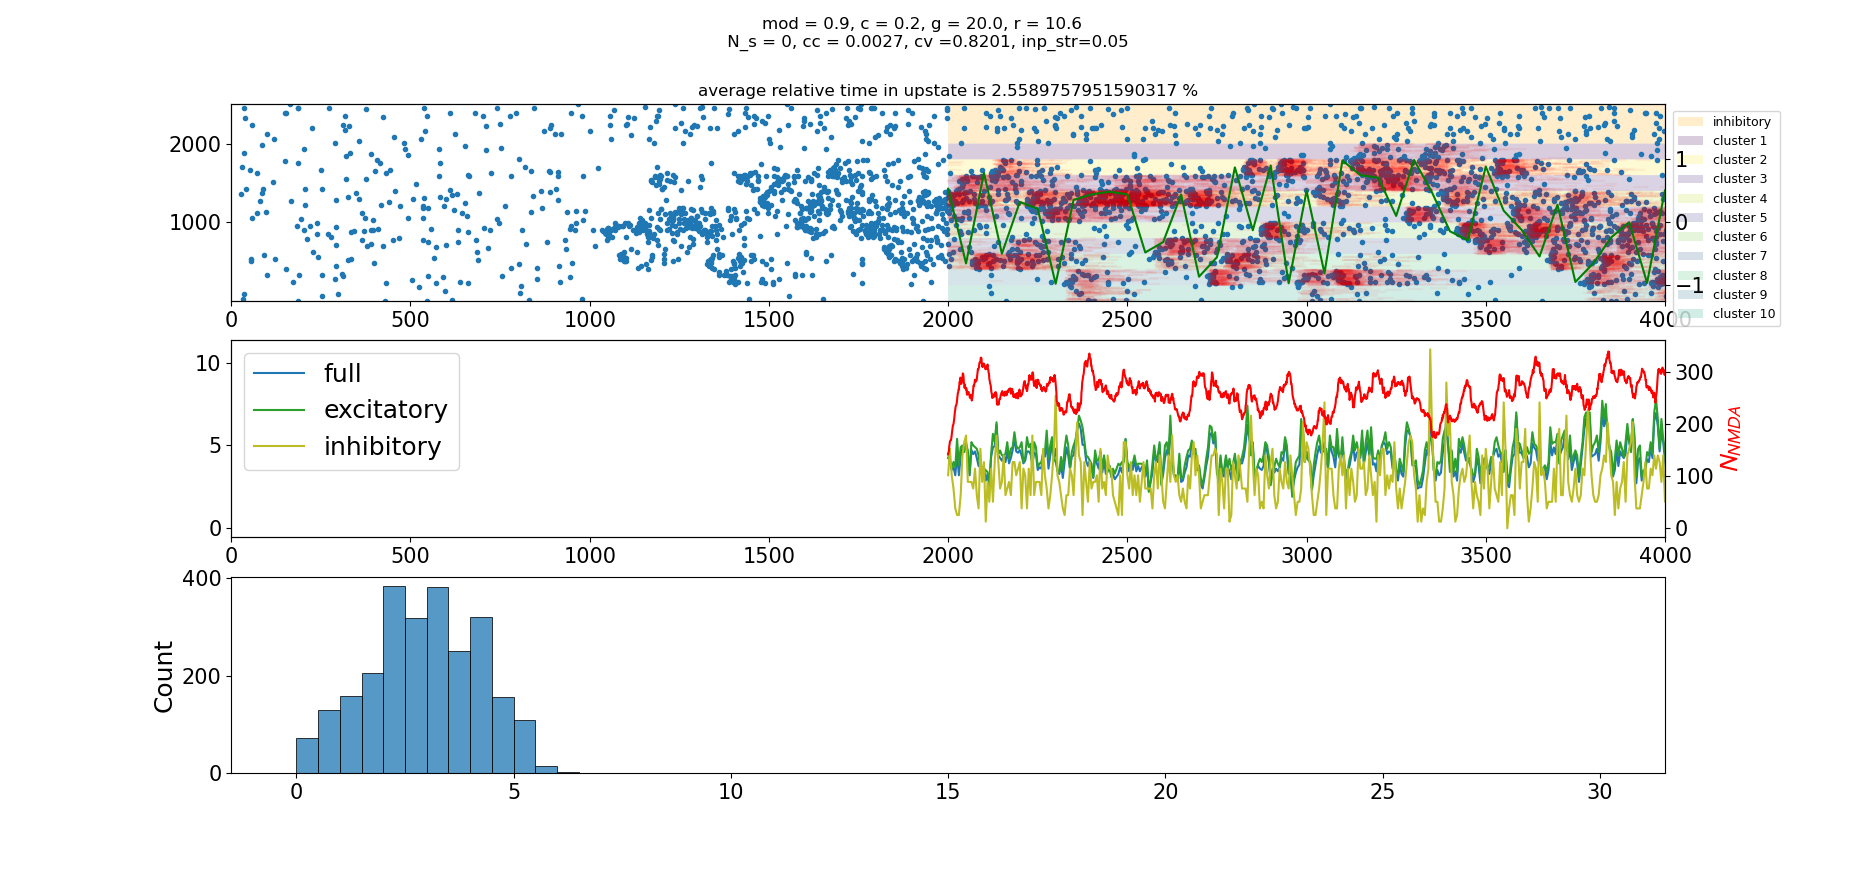 mod = 0.9, c = 0.2, g = 20.0, r = 10.6
N_s = 0, cc = 0.0027, cv =0.8201, inp_str=0.05
average relative time in upstate is 2.5589757951590317 %
2000
1000
0 500 1000 1500 2000 2500 3000 3500 4000
1
0
−1
inhibitory
cluster 1
cluster 2
cluster 3
cluster 4
cluster 5
cluster 6
cluster 7
cluster 8
cluster 9
cluster 10
10
5
0
full
excitatory
inhibitory
300
200
100
0
N_NMDA
0 500 1000 1500 2000 2500 3000 3500 4000
Count
400
200
0
0 5 10 15 20 25 30